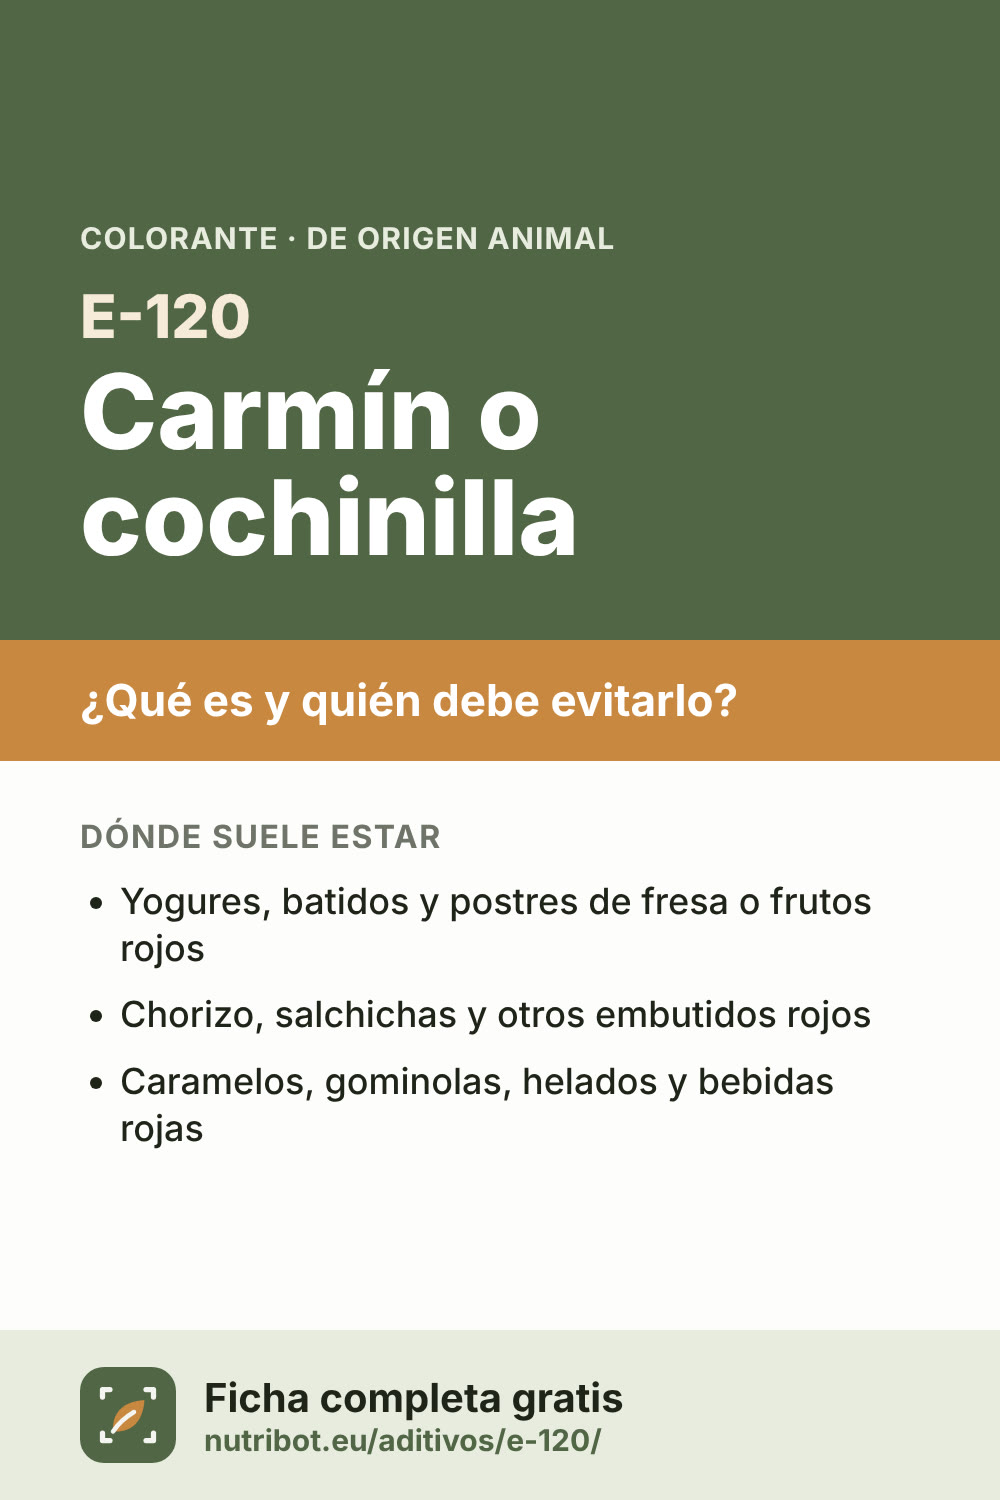 COLORANTE · DE ORIGEN ANIMAL
E-120
Carmín o
cochinilla
¿Qué es y quién debe evitarlo?
DÓNDE SUELE ESTAR
• Yogures, batidos y postres de fresa o frutos
rojos
• Chorizo, salchichas y otros embutidos rojos
• Caramelos, gominolas, helados y bebidas
rojas
Ficha completa gratis
nutribot.eu/aditivos/e-120/